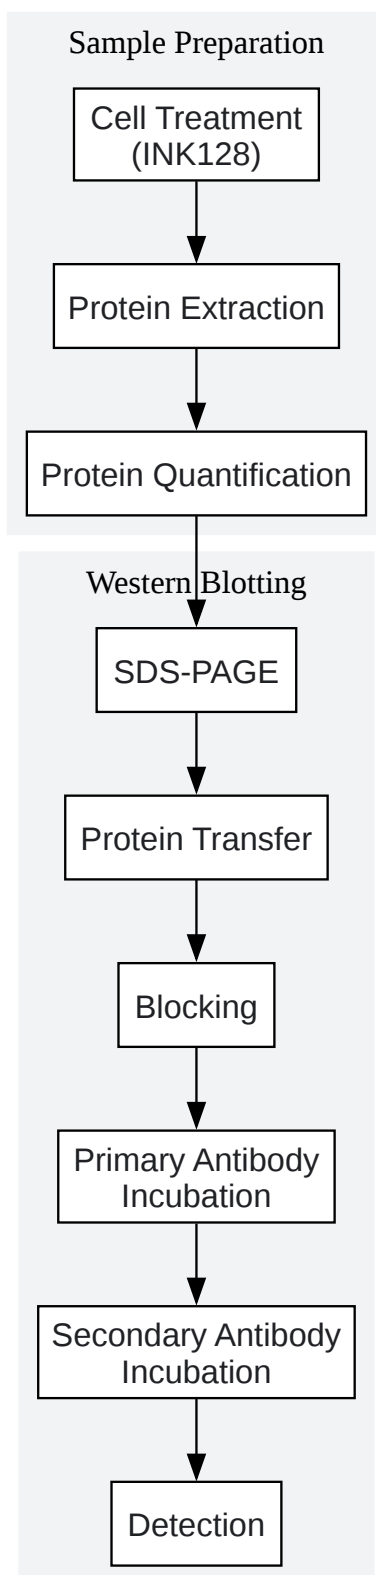 Sample Preparation
Cell Treatment
(INK128)
Protein Extraction
Protein Quantification
Western Blotting
SDS-PAGE
Protein Transfer
Blocking
Primary Antibody
Incubation
Secondary Antibody
Incubation
Detection